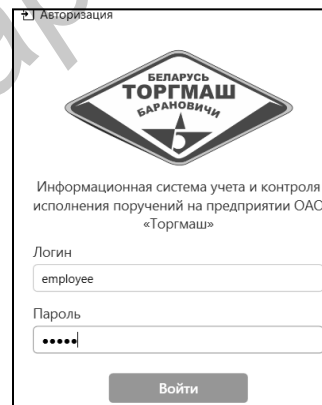 Авторизация
БЕЛАРУСЬ
ТОРГМАШ
БАРАНОВИЧИ
Информационная система учета и контроля
исполнения поручений на предприятии ОАО
«Торгмаш»
Логин
employee
Пароль
•••••
Войти